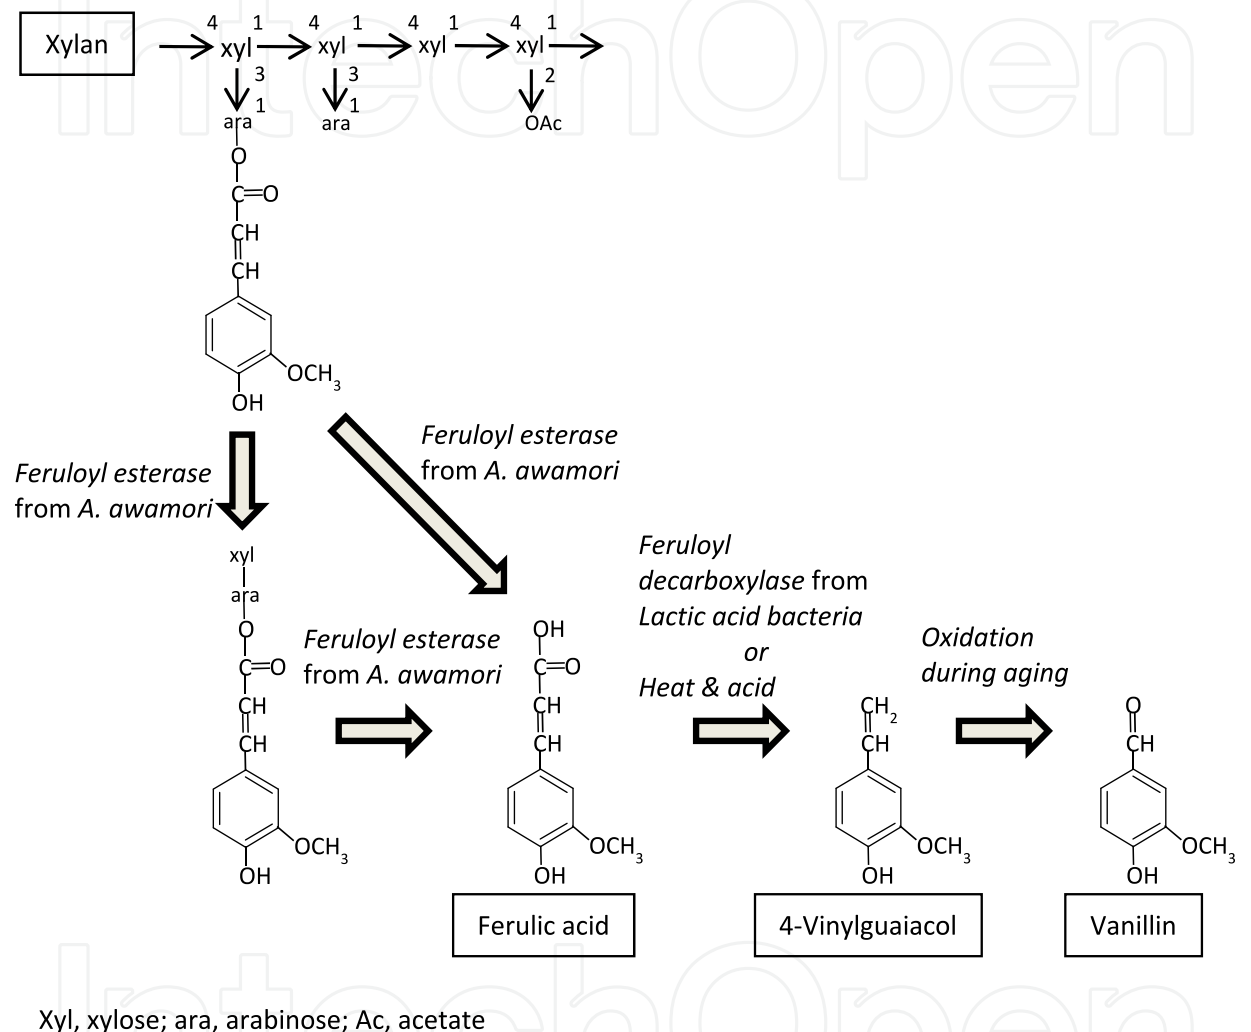 IntechOpen
Xylan
4 1 4 1 4 1 4 1
xyl xyl xyl xyl
3 3 2
1 1
ara ara OAc
O
C=O
CH
CH
OCH3
OH
Feruloyl esterase
from A. awamori
Feruloyl esterase
from A. awamori
xyl
ara
O
C=O
CH
CH
OCH3
OH
Feruloyl esterase
from A. awamori
OH
C=O
CH
CH
OCH3
OH
Ferulic acid
Feruloyl
decarboxylase from
Lactic acid bacteria
or
Heat & acid
CH2
CH
OCH3
OH
4-Vinylguaiacol
Oxidation
during aging
O
CH
OCH3
OH
Vanillin
IntechOpen
Xyl, xylose; ara, arabinose; Ac, acetate